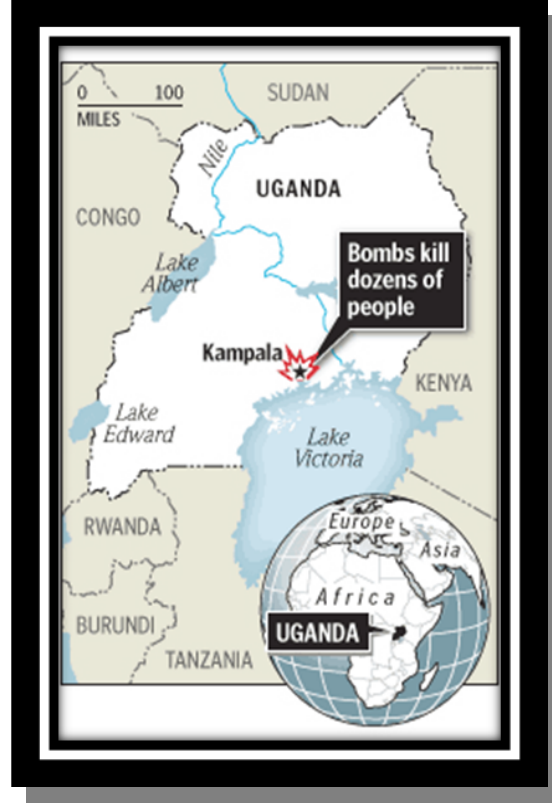 0 100
MILES
SUDAN
Nile
UGANDA
CONGO
Lake
Albert
Bombs kill
dozens of
people
Kampala
KENYA
Lake
Edward
Lake
Victoria
RWANDA
Europe
Asia
Africa
BURUNDI
UGANDA
TANZANIA